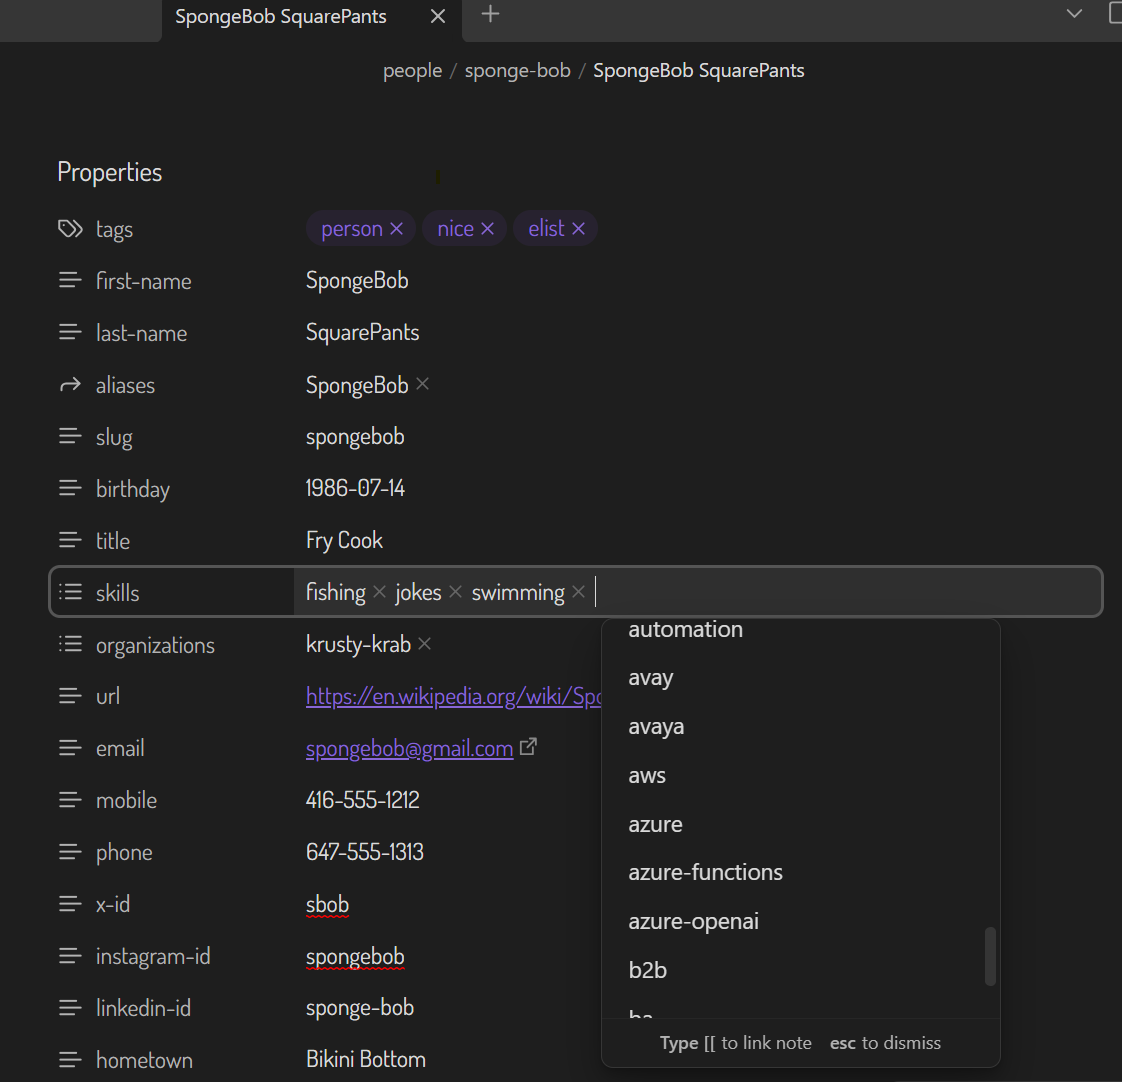 SpongeBob SquarePants
people / sponge-bob / SpongeBob SquarePants
Properties
tags person nice elist
first-name SpongeBob
last-name SquarePants
aliases SpongeBob
slug spongebob
birthday 1986-07-14
title Fry Cook
skills fishing jokes swimming
automation
organizations krusty-krab
avay
url https://en.wikipedia.org/wiki/Spo
avaya
email spongebob@gmail.com
aws
mobile 416-555-1212
azure
phone 647-555-1313
azure-functions
x-id sbob
azure-openai
instagram-id spongebob
b2b
linkedin-id sponge-bob
ba
Type [[ to link note esc to dismiss
hometown Bikini Bottom